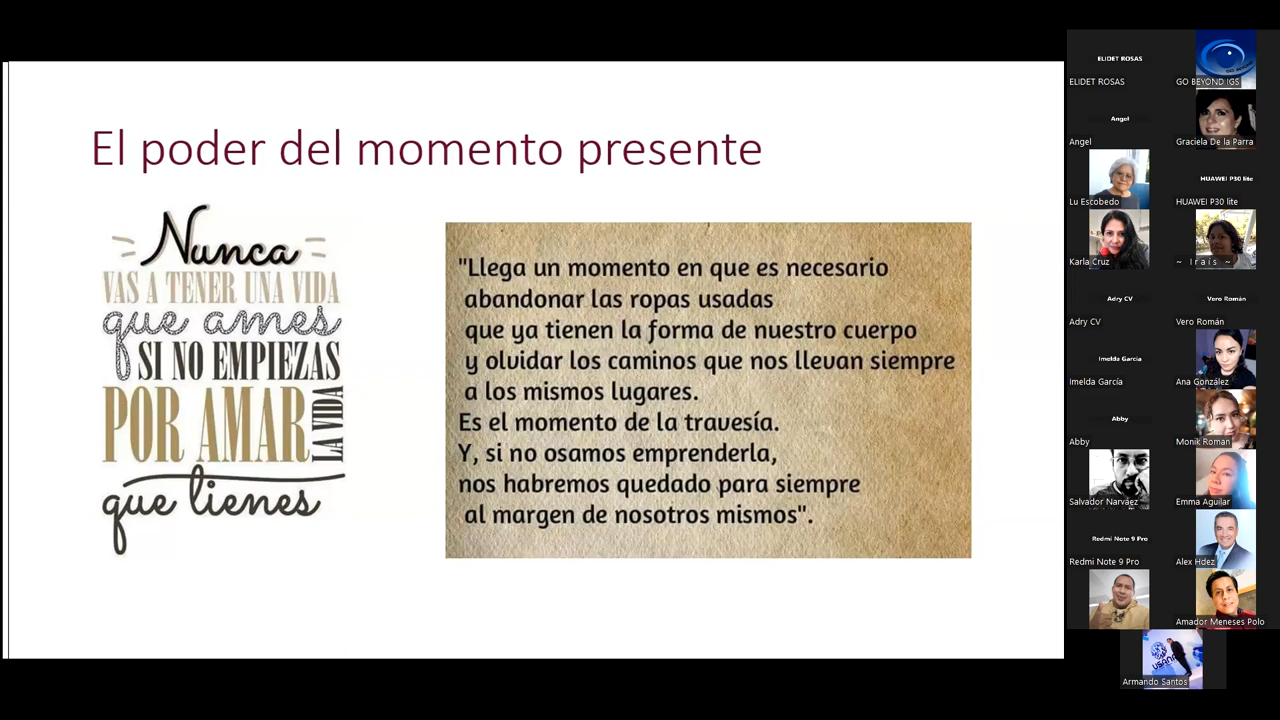 El poder del momento presente
Nunca
VAS A TENER UNA VIDA
que ames
SI NO EMPIEZAS
POR AMAR
LA VIDA
que tienes
"Llega un momento en que es necesario
abandonar las ropas usadas
que ya tienen la forma de nuestro cuerpo
y olvidar los caminos que nos llevan siempre
a los mismos lugares.
Es el momento de la travesía.
Y, si no osamos emprenderla,
nos habremos quedado para siempre
al margen de nosotros mismos".
ELIDET ROSAS
ELIDET ROSAS
GO BEYOND IGS
Angel
Angel
Graciela De la Parra
Lu Escobedo
HUAWEI P30 lite
HUAWEI P30 lite
Karla Cruz
~ I r a í s ~
Adry CV
Adry CV
Vero Román
Vero Román
Imelda García
Imelda García
Ana González
Abby
Abby
Monik Roman
Salvador Narváez
Emma Aguilar
Redmi Note 9 Pro
Redmi Note 9 Pro
Alex Hdez
Amador Meneses Polo
USANA
Armando Santos